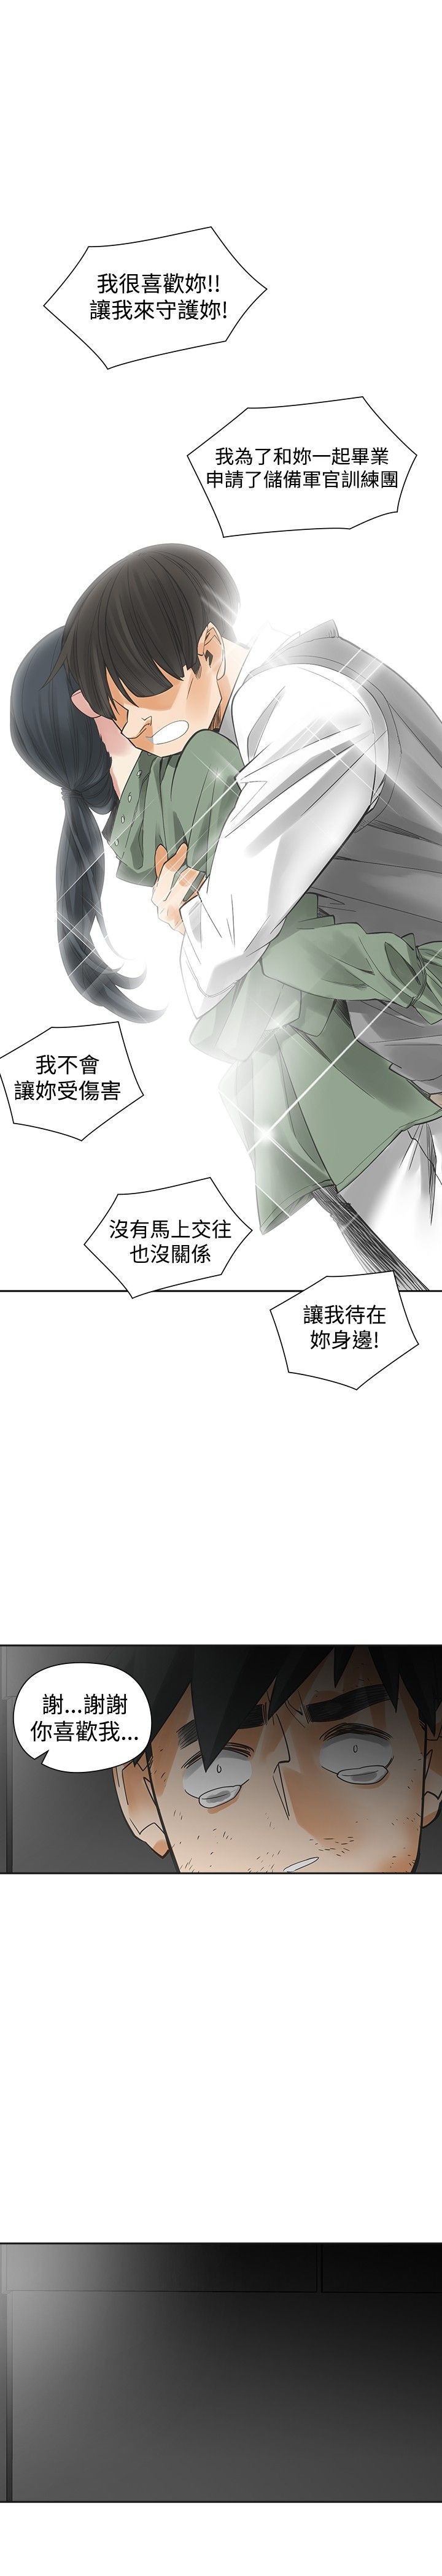 我很喜歡妳!!
讓我來守護妳!
我為了和妳一起畢業
申請了儲備軍官訓練團
我不會
讓妳受傷害
沒有馬上交往
也沒關係
讓我待在
妳身邊!
謝...謝謝
你喜歡我...